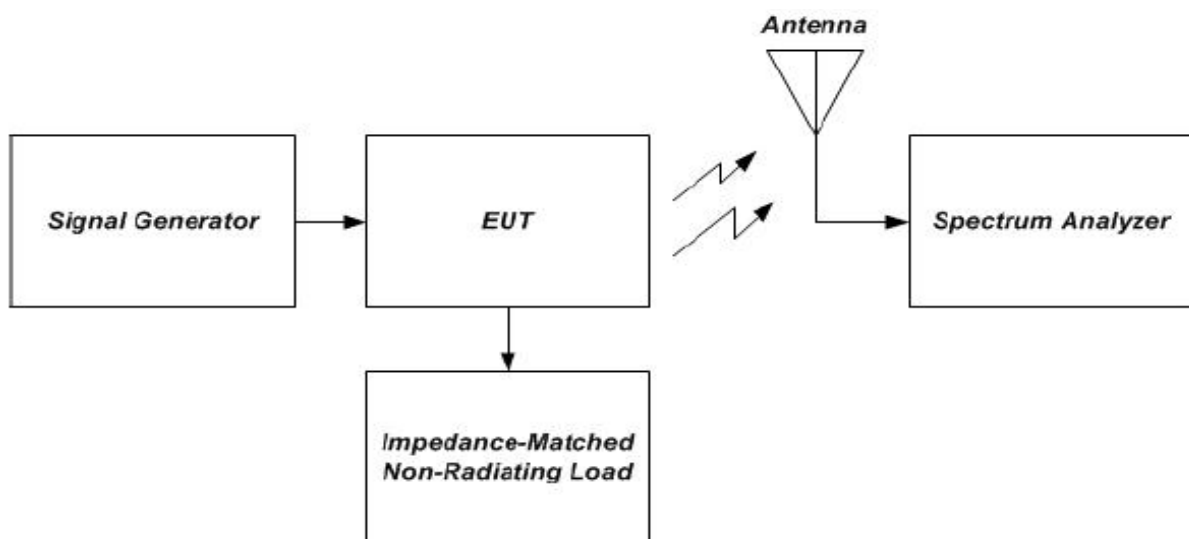 Antenna
Signal Generator
EUT
Spectrum Analyzer
Impedance-Matched
Non-Radiating Load